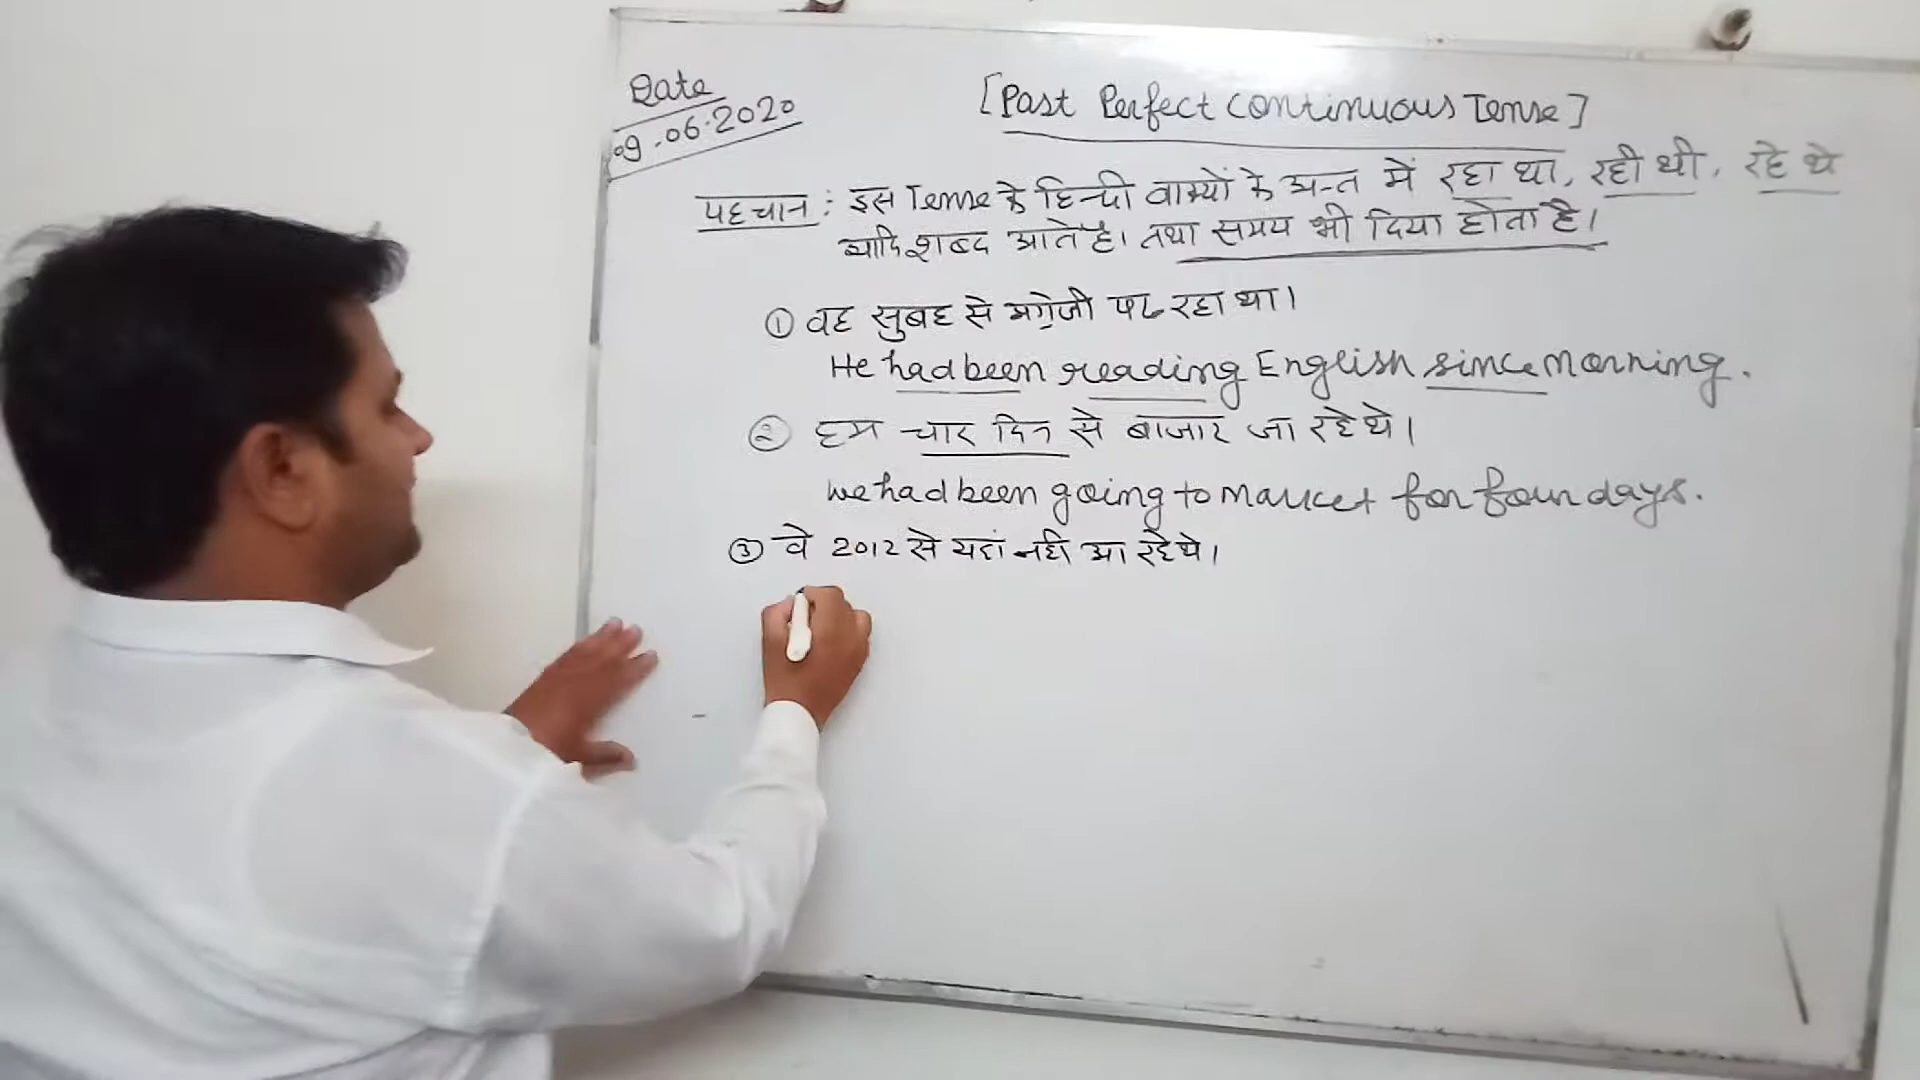 Date
09.06.2020
[Past Perfect Continuous Tense]
पहचान : इस Tense के हिन्दी वाक्यों के अन्त में रहा था, रही थी, रहे थे
आदि शब्द आते है। तथा समय भी दिया होता है।
① वह सुबह से अग्रेजी पढ रहा था।
He had been reading English since morning.
② हम चार दिन से बाजार जा रहे थे।
we had been going to market for four days.
③ वे 2012 से यहां नही आ रहे थे।